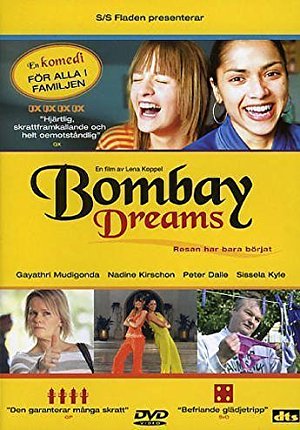 S/S Fladen presenterar
En komedi
FÖR ALLA I
FAMILJEN
"Hjärtlig,
skrattframkallande och
helt oemotståndlig"
GX
En film av Lena Koppel
Bombay
Dreams
Resan har bara börjat
Gayathri Mudigonda Nadine Kirschon Peter Dalle Sissela Kyle
"Den garanterar många skratt"
GP
DVD
VIDEO
"Befriande glädjetripp"
SvD
dts